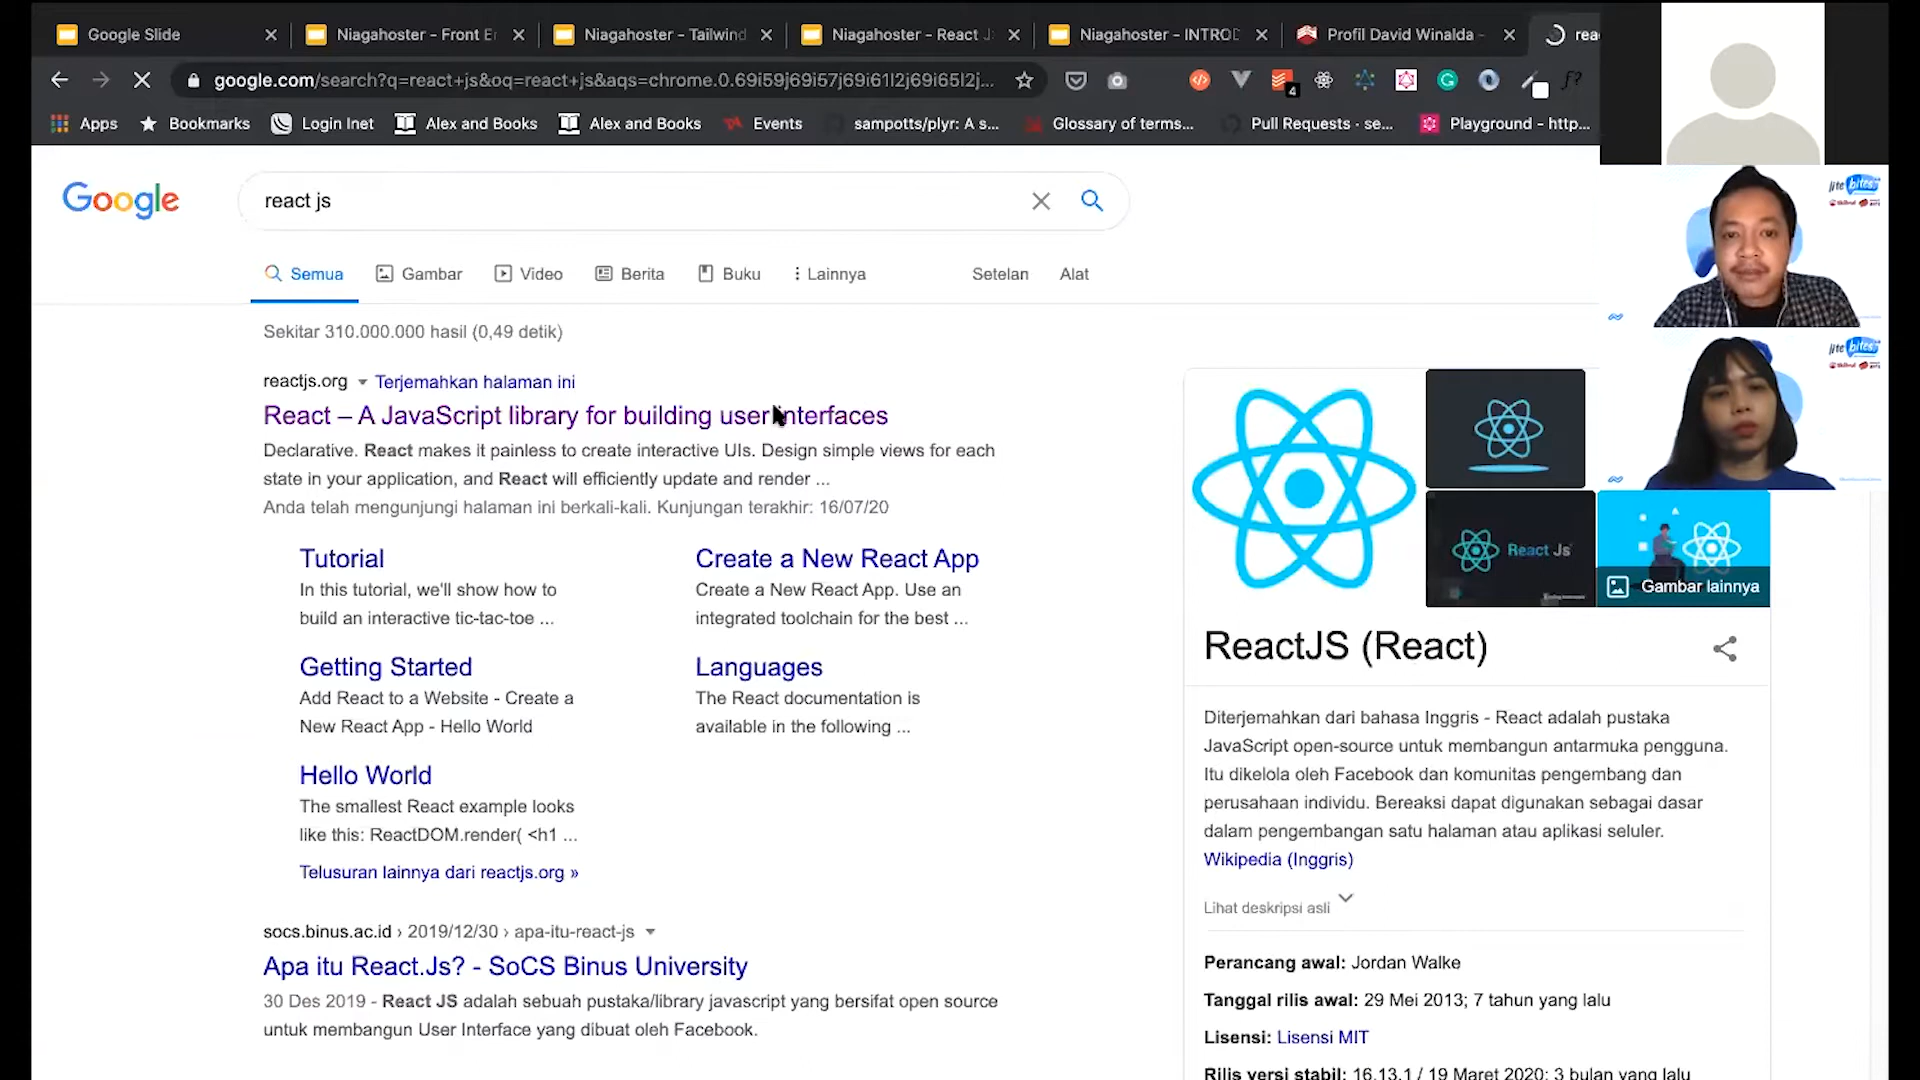 Google Slide
Niagahoster - Front E
Niagahoster - Tailwind
Niagahoster - React J
Niagahoster - INTROD
Profil David Winalda -
rea
google.com/search?q=react+js&oq=react+js&aqs=chrome.0.69i59j69i57j69i61l2j69i65l2j...
4
f?
Apps
Bookmarks
Login Inet
Alex and Books
Alex and Books
Events
sampotts/plyr: A s...
Glossary of terms...
Pull Requests · se...
Playground - http...
Google
react js
Semua
Gambar
Video
Berita
Buku
Lainnya
Setelan
Alat
Sekitar 310.000.000 hasil (0,49 detik)
reactjs.org
Terjemahkan halaman ini
React – A JavaScript library for building user interfaces
Declarative. React makes it painless to create interactive UIs. Design simple views for each
state in your application, and React will efficiently update and render ...
Anda telah mengunjungi halaman ini berkali-kali. Kunjungan terakhir: 16/07/20
Tutorial
In this tutorial, we'll show how to
build an interactive tic-tac-toe ...
Create a New React App
Create a New React App. Use an
integrated toolchain for the best ...
Getting Started
Add React to a Website - Create a
New React App - Hello World
Languages
The React documentation is
available in the following ...
Hello World
The smallest React example looks
like this: ReactDOM.render( <h1 ...
Telusuran lainnya dari reactjs.org »
socs.binus.ac.id › 2019/12/30 › apa-itu-react-js
Apa itu React.Js? - SoCS Binus University
30 Des 2019 - React JS adalah sebuah pustaka/library javascript yang bersifat open source
untuk membangun User Interface yang dibuat oleh Facebook.
React Js
Gambar lainnya
ReactJS (React)
Diterjemahkan dari bahasa Inggris - React adalah pustaka
JavaScript open-source untuk membangun antarmuka pengguna.
Itu dikelola oleh Facebook dan komunitas pengembang dan
perusahaan individu. Bereaksi dapat digunakan sebagai dasar
dalam pengembangan satu halaman atau aplikasi seluler.
Wikipedia (Inggris)
Lihat deskripsi asli
Perancang awal: Jordan Walke
Tanggal rilis awal: 29 Mei 2013; 7 tahun yang lalu
Lisensi: Lisensi MIT
Rilis versi stabil: 16.13.1 / 19 Maret 2020; 3 bulan yang lalu
bites
bites